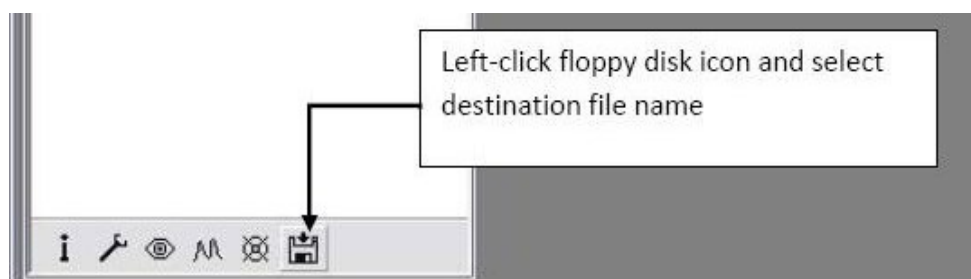 Left-click floppy disk icon and select
destination file name